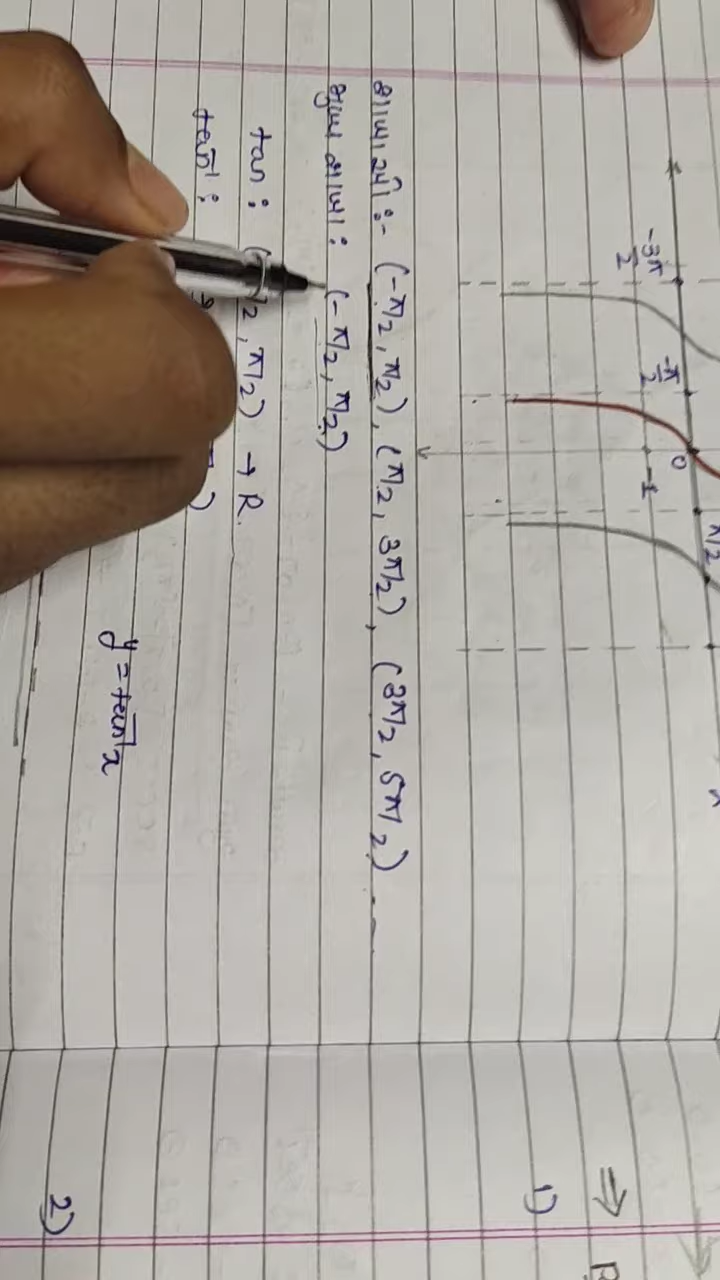 -3π/2 -π/2 0 π/2
-1
શાખાઓ :- (-π/2, π/2), (π/2, 3π/2), (3π/2, 5π/2) ---
મુખ્ય શાખા : (-π/2, π/2)
tan : /2, π/2) → R.
tan⁻¹ :
y = tan⁻¹x
⇒
1)
2)